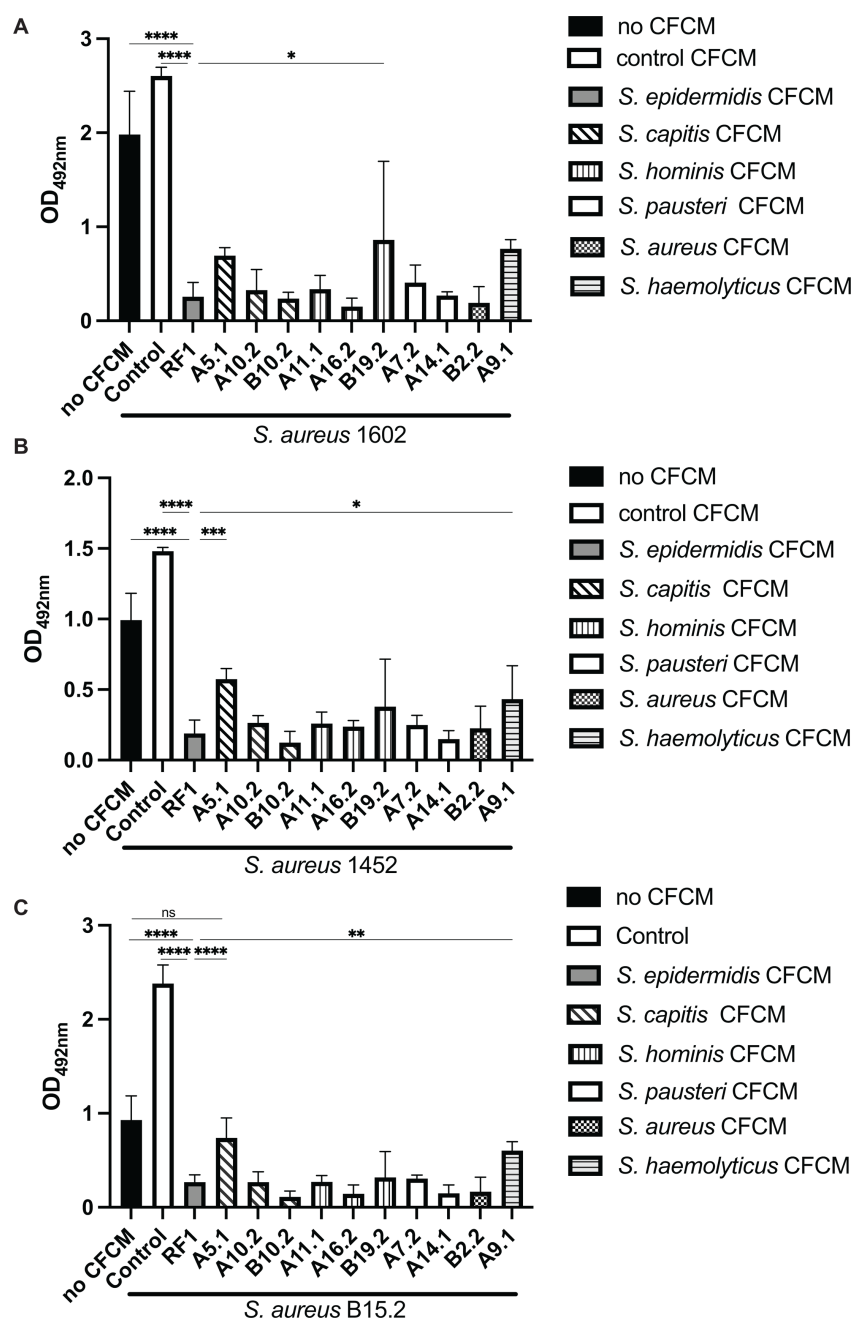 A
OD492nm
3
2
1
0
****
****
*
no CFCM
Control
RF1
A5.1
A10.2
B10.2
A11.1
A16.2
B19.2
A7.2
A14.1
B2.2
A9.1
S. aureus 1602
no CFCM
control CFCM
S. epidermidis CFCM
S. capitis CFCM
S. hominis CFCM
S. pausteri CFCM
S. aureus CFCM
S. haemolyticus CFCM
B
OD492nm
2.0
1.5
1.0
0.5
0.0
****
*
****
***
no CFCM
Control
RF1
A5.1
A10.2
B10.2
A11.1
A16.2
B19.2
A7.2
A14.1
B2.2
A9.1
S. aureus 1452
no CFCM
control CFCM
S. epidermidis CFCM
S. capitis CFCM
S. hominis CFCM
S. pausteri CFCM
S. aureus CFCM
S. haemolyticus CFCM
C
OD492nm
3
2
1
0
ns
****
**
****
****
no CFCM
Control
RF1
A5.1
A10.2
B10.2
A11.1
A16.2
B19.2
A7.2
A14.1
B2.2
A9.1
S. aureus B15.2
no CFCM
Control
S. epidermidis CFCM
S. capitis CFCM
S. hominis CFCM
S. pausteri CFCM
S. aureus CFCM
S. haemolyticus CFCM